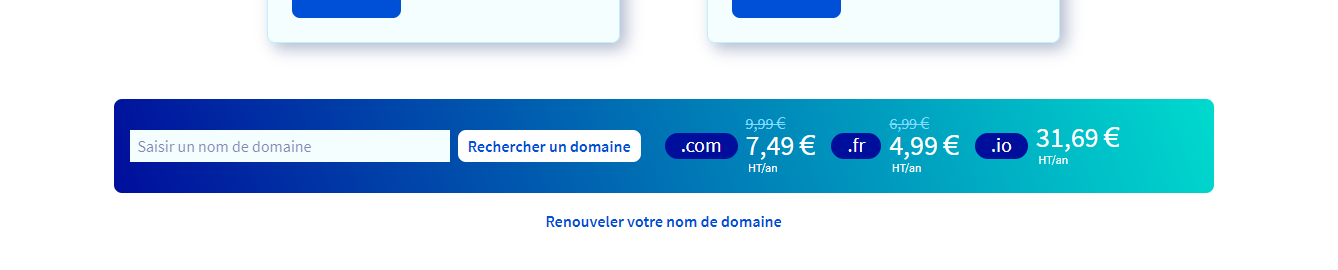 Saisir un nom de domaine
Rechercher un domaine
.com
9,99 €
7,49 €
HT/an
.fr
6,99 €
4,99 €
HT/an
.io
31,69 €
HT/an
Renouveler votre nom de domaine